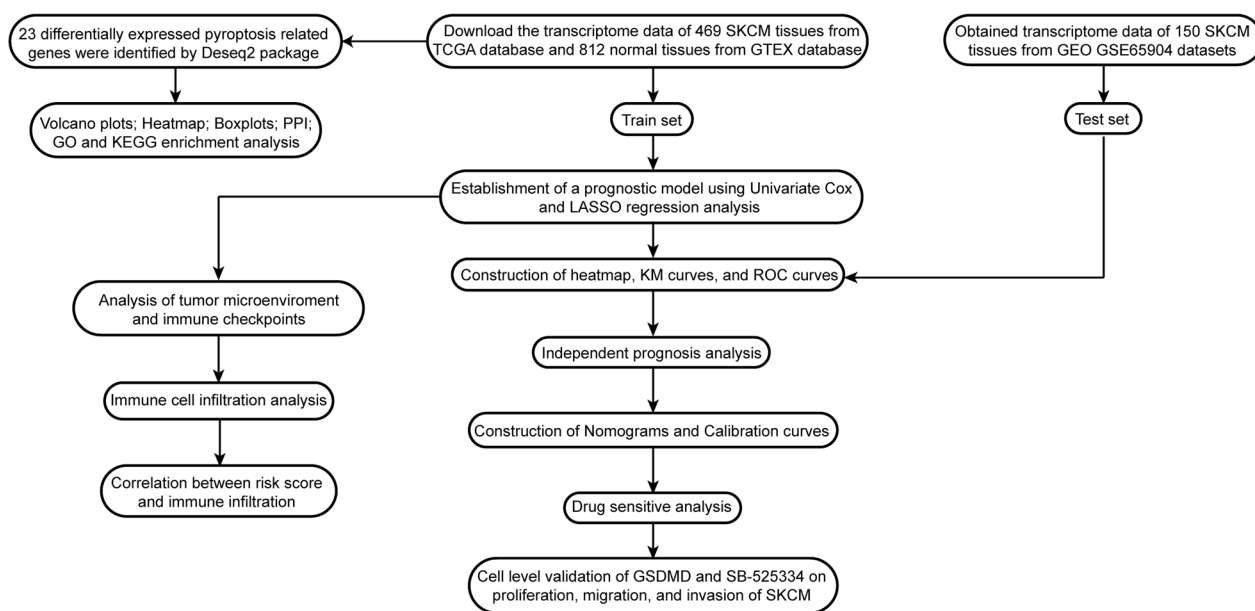 23 differentially expressed pyroptosis related
genes were identified by Deseq2 package
Download the transcriptome data of 469 SKCM tissues from
TCGA database and 812 normal tissues from GTEX database
Obtained transcriptome data of 150 SKCM
tissues from GEO GSE65904 datasets
Volcano plots; Heatmap; Boxplots; PPI;
GO and KEGG enrichment analysis
Train set
Test set
Establishment of a prognostic model using Univariate Cox
and LASSO regression analysis
Construction of heatmap, KM curves, and ROC curves
Analysis of tumor microenviroment
and immune checkpoints
Independent prognosis analysis
Immune cell infiltration analysis
Construction of Nomograms and Calibration curves
Correlation between risk score
and immune infiltration
Drug sensitive analysis
Cell level validation of GSDMD and SB-525334 on
proliferation, migration, and invasion of SKCM